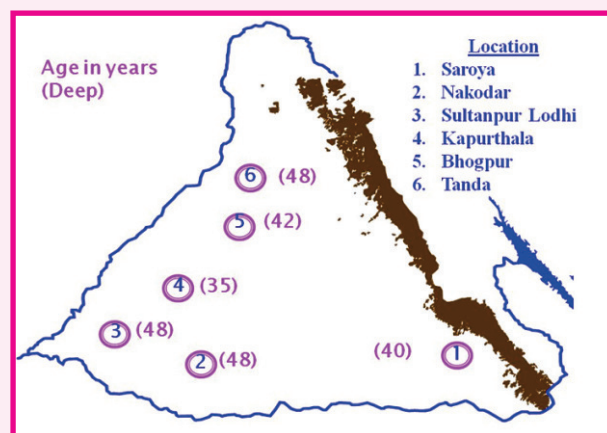 Age in years
(Deep)
Location
1. Saroya
2. Nakodar
3. Sultanpur Lodhi
4. Kapurthala
5. Bhogpur
6. Tanda
6 (48)
5 (42)
4 (35)
3 (48)
2 (48)
(40) 1